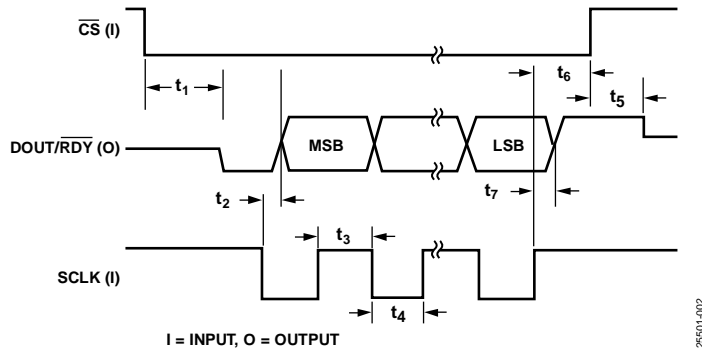 CS (I)
t1
t6
t5
DOUT/RDY (O)
MSB
LSB
t2
t7
t3
SCLK (I)
t4
I = INPUT, O = OUTPUT
25501-002